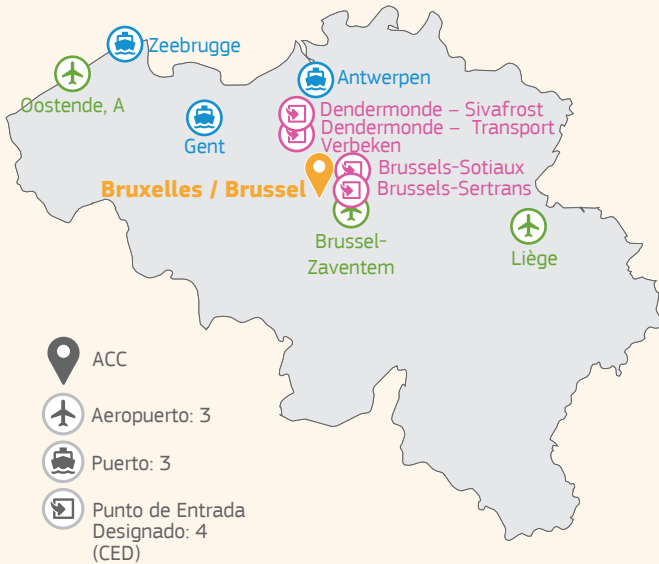 Zeebrugge
Oostende, A
Antwerpen
Gent
Dendermonde – Sivafrost
Dendermonde – Transport
Verbeken
Bruxelles / Brussel
Brussels-Sotiaux
Brussels-Sertrans
Brussel-
Zaventem
Liège
ACC
Aeropuerto: 3
Puerto: 3
Punto de Entrada
Designado: 4
(CED)